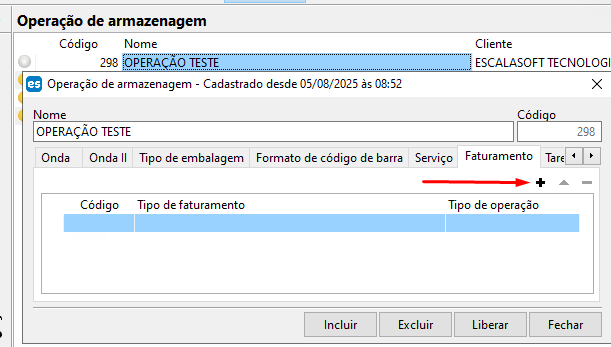 Operação de armazenagem
Código Nome Cliente
298 OPERAÇÃO TESTE ESCALASOFT TECNOLOGI
es Operação de armazenagem - Cadastrado desde 05/08/2025 às 08:52
Nome Código
OPERAÇÃO TESTE 298
Onda Onda II Tipo de embalagem Formato de código de barra Serviço Faturamento Tare
Código Tipo de faturamento Tipo de operação
Incluir Excluir Liberar Fechar